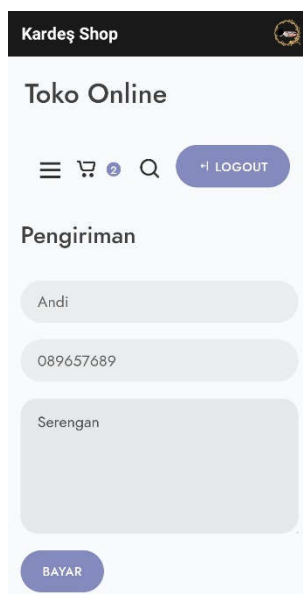 Kardeş Shop
Toko Online
2
LOGOUT
Pengiriman
Andi
089657689
Serengan
BAYAR